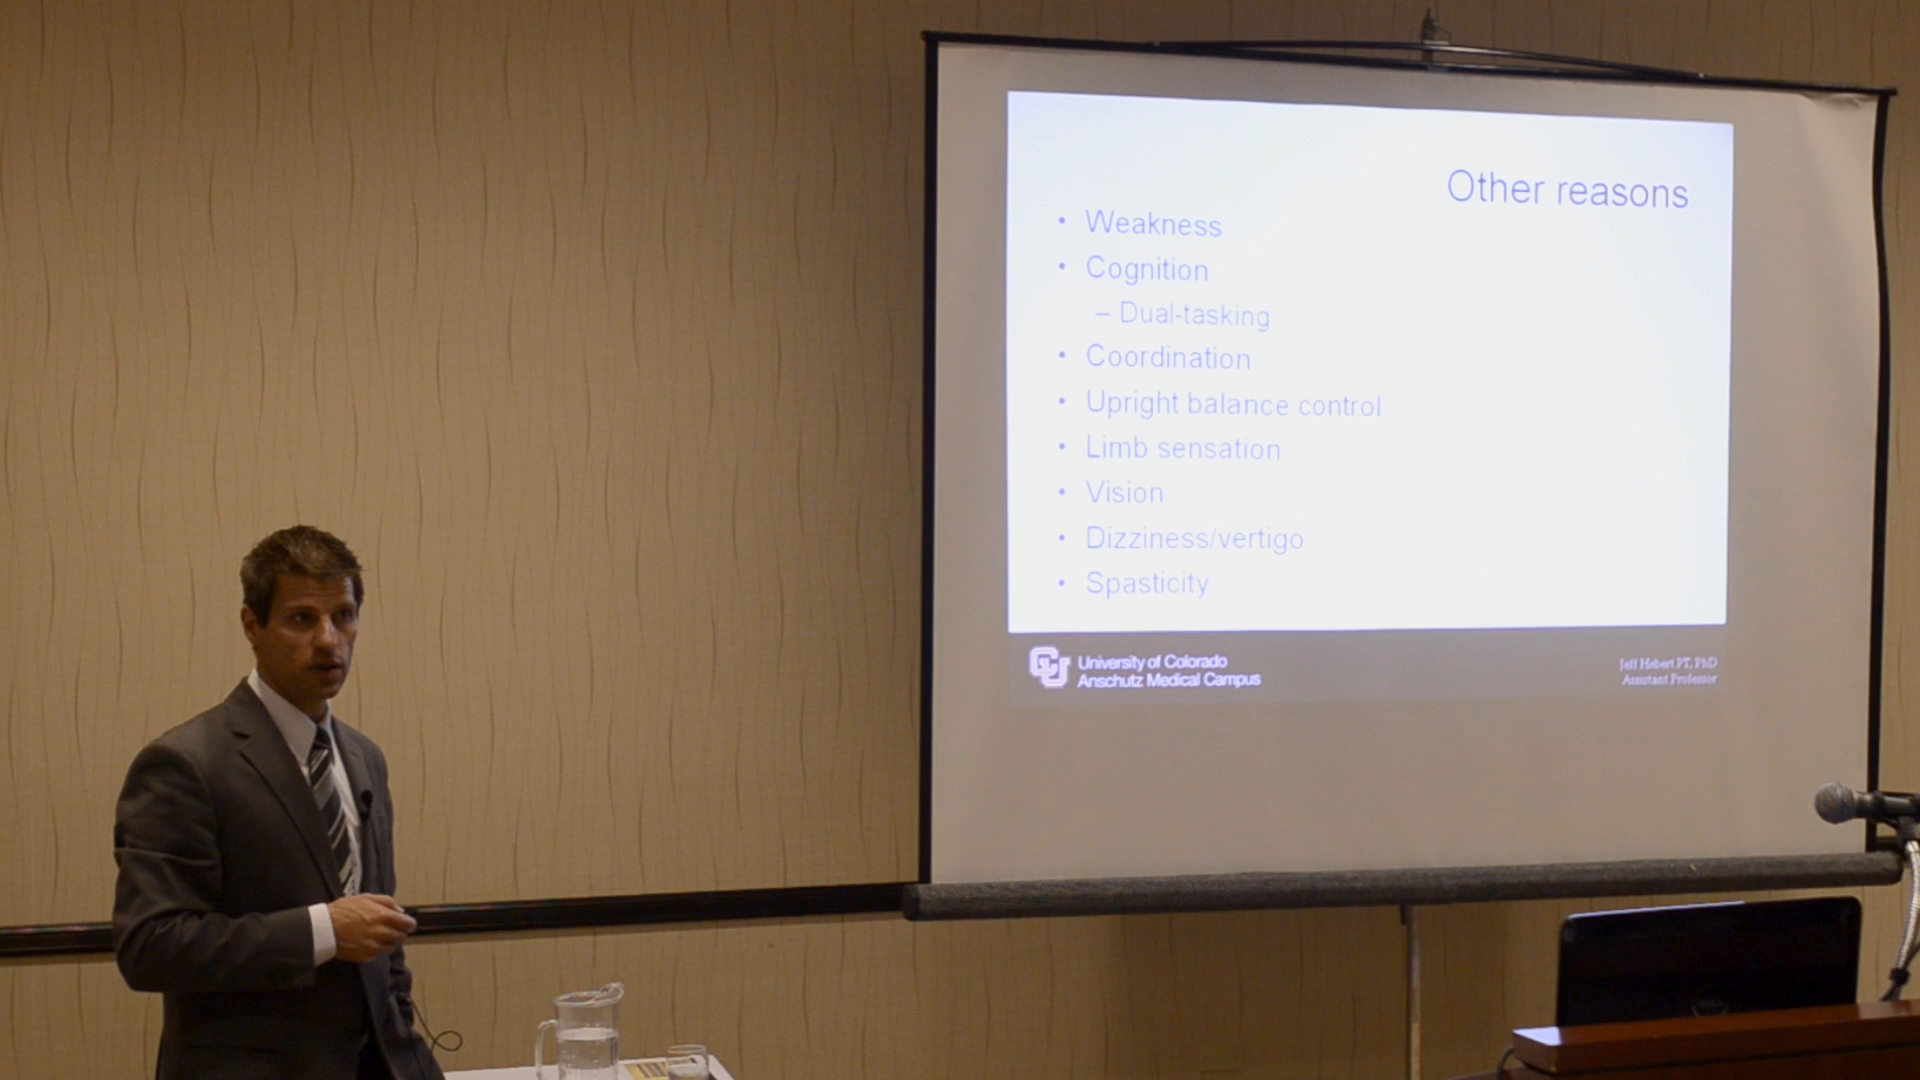 Other reasons
• Weakness
• Cognition
– Dual-tasking
• Coordination
• Upright balance control
• Limb sensation
• Vision
• Dizziness/vertigo
• Spasticity
CU
University of Colorado
Anschutz Medical Campus
Jeff Hebert PT, PhD
Assistant Professor